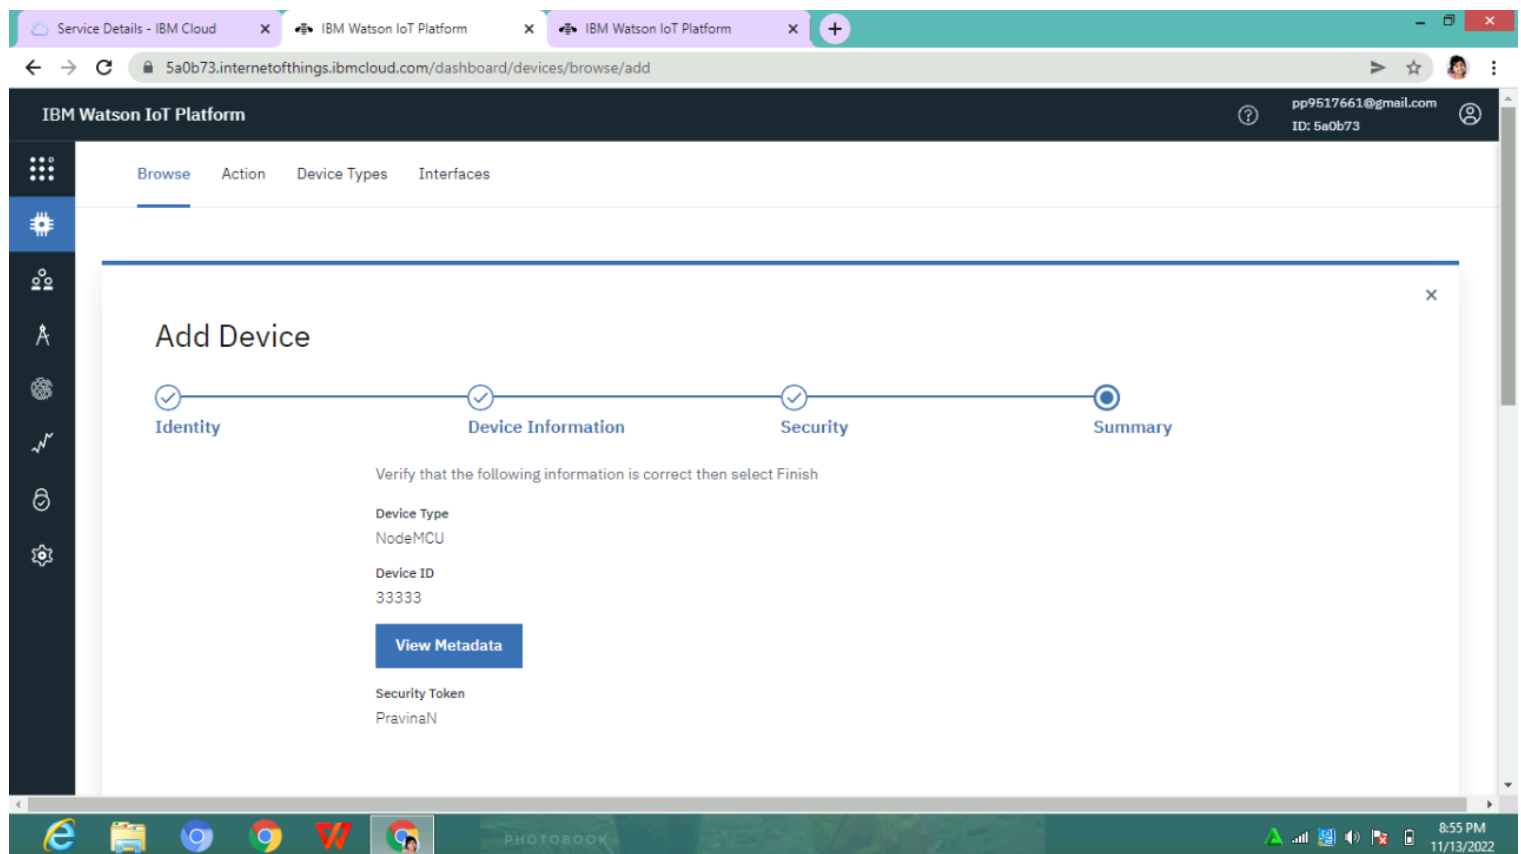 Service Details - IBM Cloud
IBM Watson IoT Platform
IBM Watson IoT Platform
5a0b73.internetofthings.ibmcloud.com/dashboard/devices/browse/add
IBM Watson IoT Platform
pp9517661@gmail.com
ID: 5a0b73
Browse Action Device Types Interfaces
Add Device
Identity Device Information Security Summary
Verify that the following information is correct then select Finish
Device Type
NodeMCU
Device ID
33333
View Metadata
Security Token
PravinaN
PHOTOBOOK
8:55 PM
11/13/2022